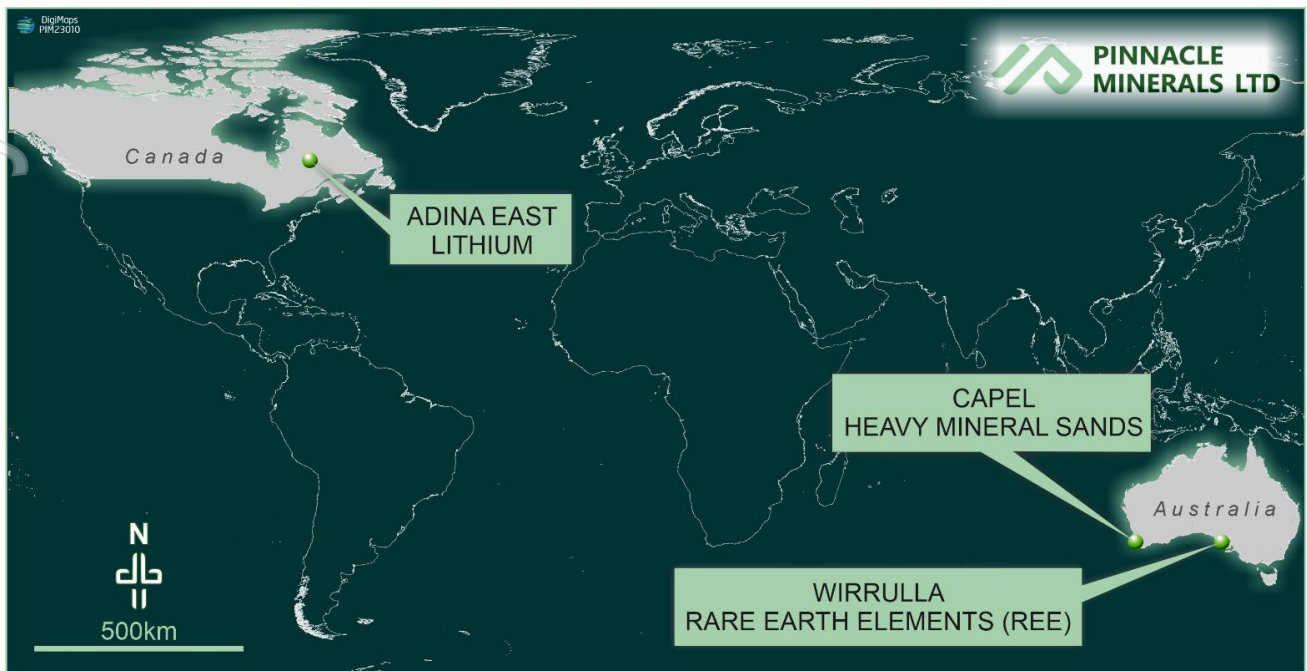 DigiMaps
PIM23010
PINNACLE
MINERALS LTD
Canada
ADINA EAST
LITHIUM
CAPEL
HEAVY MINERAL SANDS
Australia
WIRRULLA
RARE EARTH ELEMENTS (REE)
N
500km